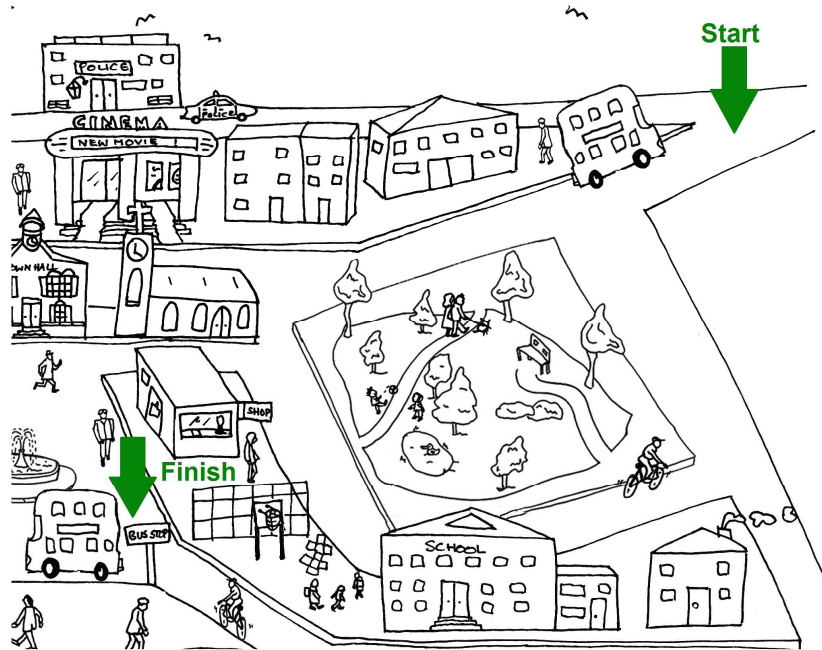 Start
POLICE
Police
CINEMA
NEW MOVIE !
OWN HALL
SHOP
Finish
BUS STOP
SCHOOL